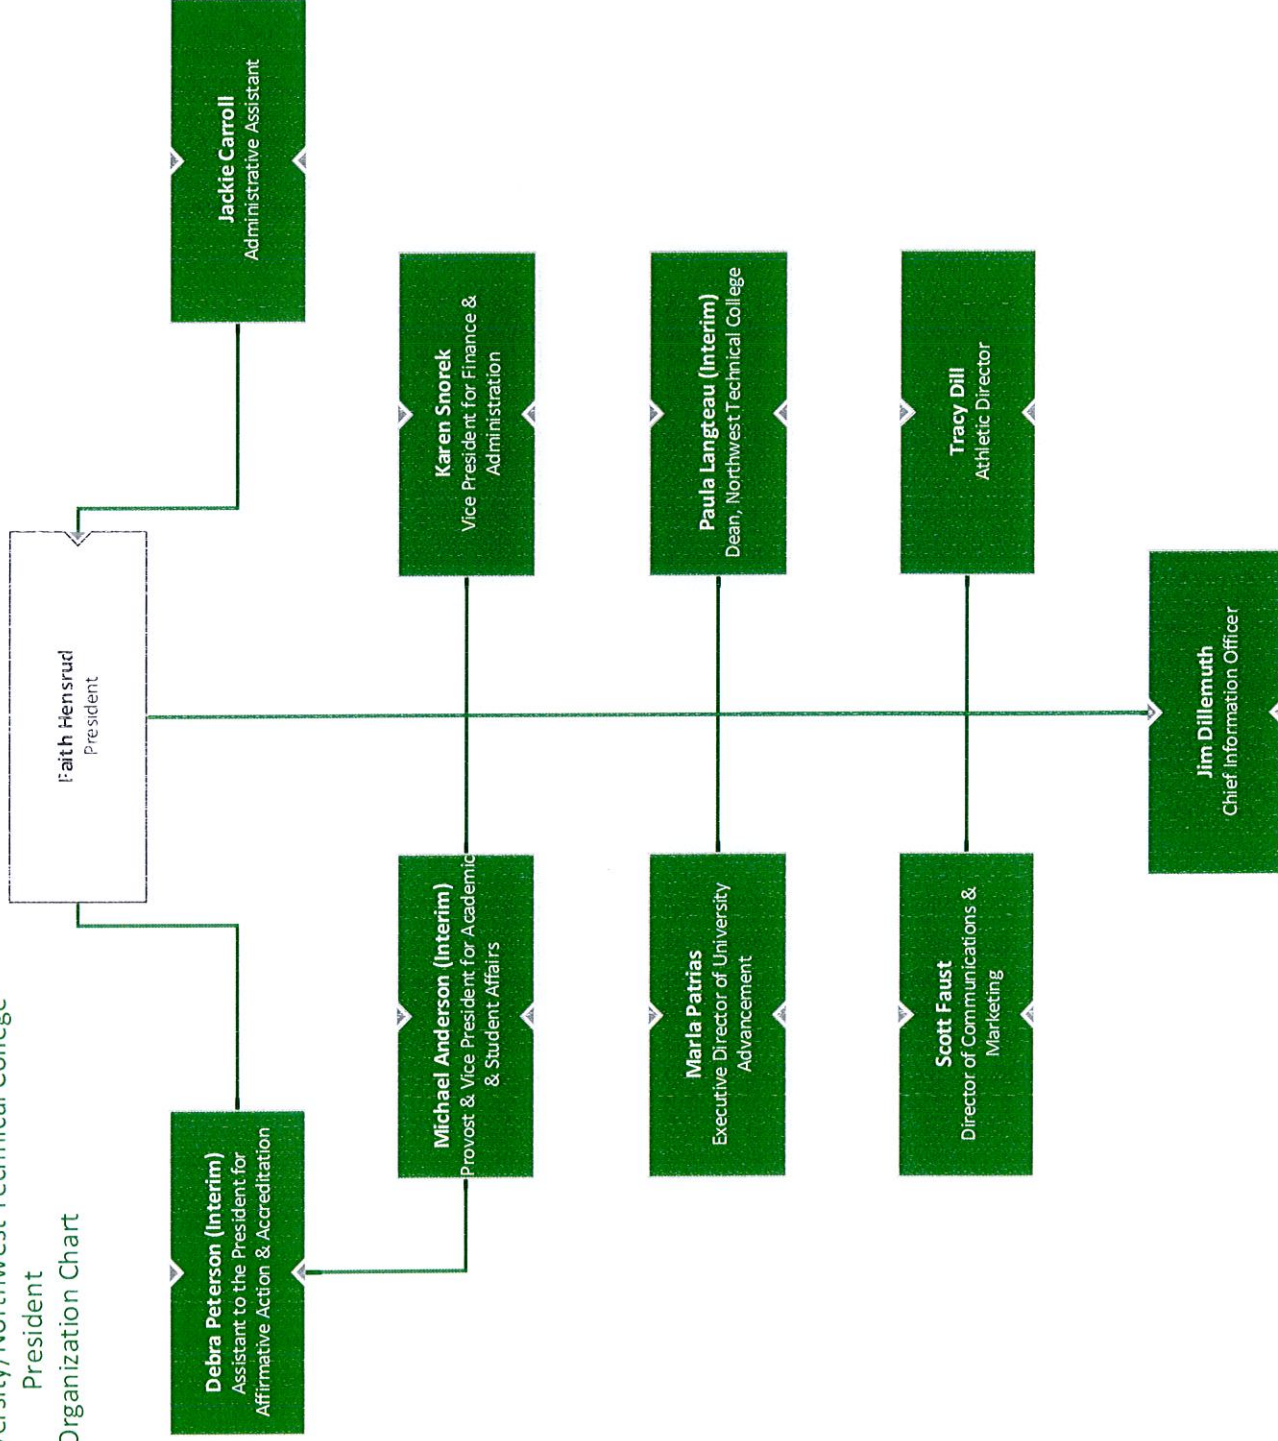 Northwest Technical College
President
Organization Chart
Faith Hensrud
President
Debra Peterson (Interim)
Assistant to the President for
Affirmative Action & Accreditation
Jackie Carroll
Administrative Assistant
Michael Anderson (Interim)
Provost & Vice President for Academic
& Student Affairs
Karen Snorek
Vice President for Finance &
Administration
Marla Patrias
Executive Director of University
Advancement
Paula Langteau (Interim)
Dean, Northwest Technical College
Scott Faust
Director of Communications &
Marketing
Tracy Dill
Athletic Director
Jim Dillemuth
Chief Information Officer